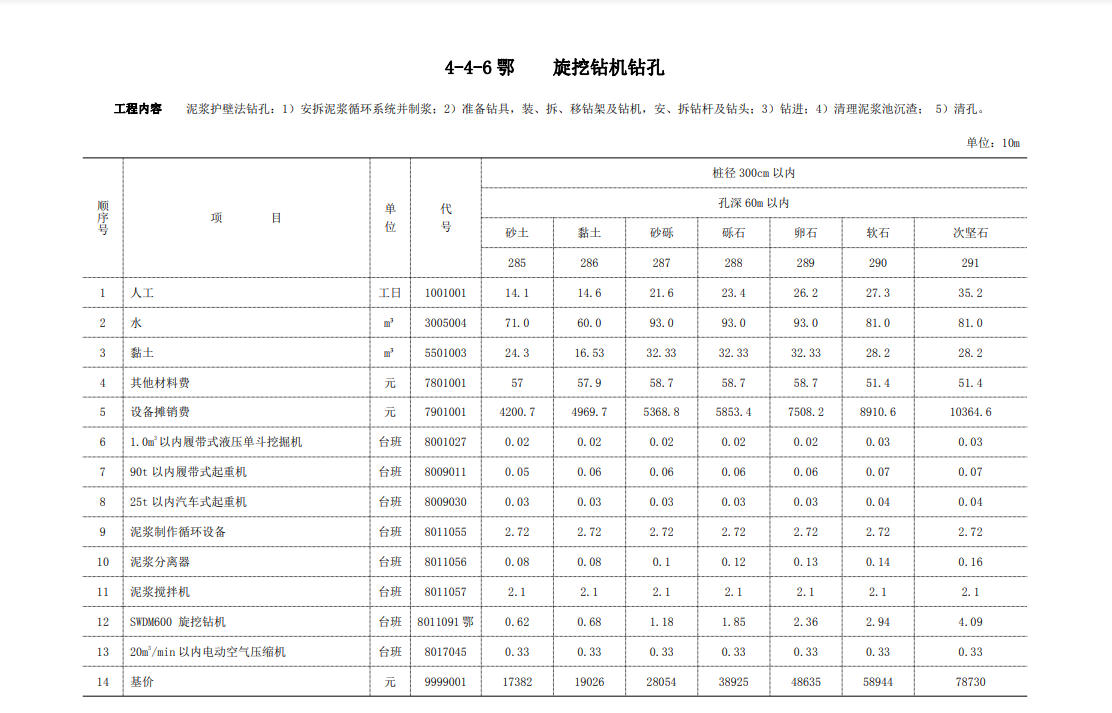 4-4-6鄂 旋挖钻机钻孔
工程内容 泥浆护壁法钻孔：1）安拆泥浆循环系统并制浆；2）准备钻具，装、拆、移钻架及钻机，安、拆钻杆及钻头；3）钻进；4）清理泥浆池沉渣； 5）清孔。
单位：10m
顺序号 项 目 单位 代号 桩径300cm以内
孔深60m以内
砂土 黏土 砂砾 砾石 卵石 软石 次坚石
285 286 287 288 289 290 291
1 人工 工日 1001001 14.1 14.6 21.6 23.4 26.2 27.3 35.2
2 水 m³ 3005004 71.0 60.0 93.0 93.0 93.0 81.0 81.0
3 黏土 m³ 5501003 24.3 16.53 32.33 32.33 32.33 28.2 28.2
4 其他材料费 元 7801001 57 57.9 58.7 58.7 58.7 51.4 51.4
5 设备摊销费 元 7901001 4200.7 4969.7 5368.8 5853.4 7508.2 8910.6 10364.6
6 1.0m³以内履带式液压单斗挖掘机 台班 8001027 0.02 0.02 0.02 0.02 0.02 0.03 0.03
7 90t以内履带式起重机 台班 8009011 0.05 0.06 0.06 0.06 0.06 0.07 0.07
8 25t以内汽车式起重机 台班 8009030 0.03 0.03 0.03 0.03 0.03 0.04 0.04
9 泥浆制作循环设备 台班 8011055 2.72 2.72 2.72 2.72 2.72 2.72 2.72
10 泥浆分离器 台班 8011056 0.08 0.08 0.1 0.12 0.13 0.14 0.16
11 泥浆搅拌机 台班 8011057 2.1 2.1 2.1 2.1 2.1 2.1 2.1
12 SWDM600 旋挖钻机 台班 8011091鄂 0.62 0.68 1.18 1.85 2.36 2.94 4.09
13 20m³/min以内电动空气压缩机 台班 8017045 0.33 0.33 0.33 0.33 0.33 0.33 0.33
14 基价 元 9999001 17382 19026 28054 38925 48635 58944 78730